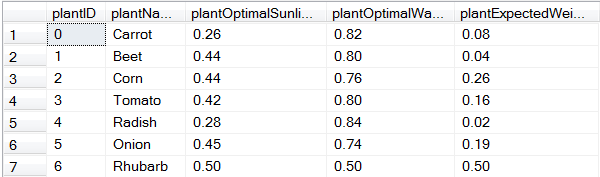 plantID plantNa... plantOptimalSunli... plantOptimalWa... plantExpectedWei...
1 0 Carrot 0.26 0.82 0.08
2 1 Beet 0.44 0.80 0.04
3 2 Corn 0.44 0.76 0.26
4 3 Tomato 0.42 0.80 0.16
5 4 Radish 0.28 0.84 0.02
6 5 Onion 0.45 0.74 0.19
7 6 Rhubarb 0.50 0.50 0.50